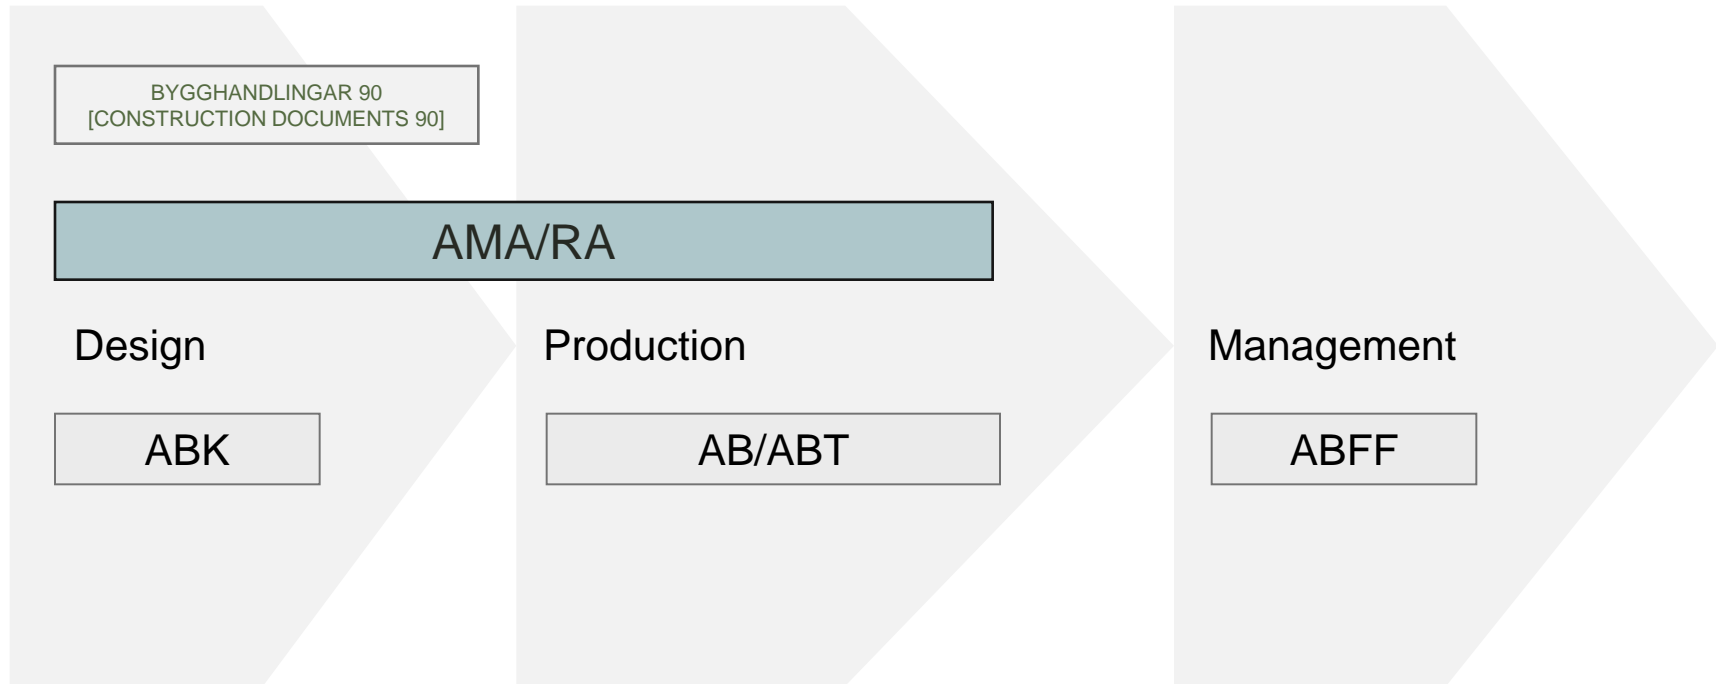 BYGGHANDLINGAR 90
[CONSTRUCTION DOCUMENTS 90]
AMA/RA
Design
Production
Management
ABK
AB/ABT
ABFF